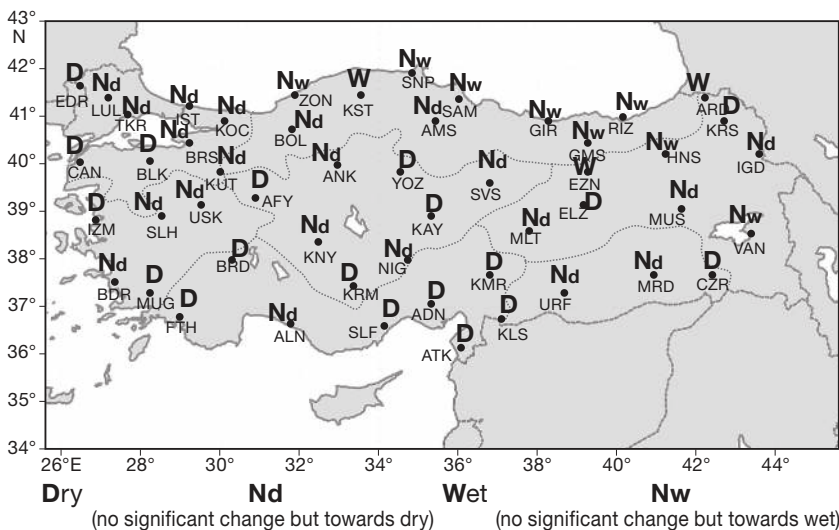 43°
N
42°
41°
40°
39°
38°
37°
36°
35°
34°
D
EDR
Nd
LUL
Nd
TKR
Nd
IST
Nd
KOC
Nw
ZON
W
KST
Nw
SNP
Nw
SAM
Nd
AMS
Nd
BOL
Nw
GIR
Nw
RIZ
W
ARD
D
KRS
D
CAN
D
BLK
Nd
BRS
Nd
KUT
Nd
ANK
D
YOZ
Nd
SVS
Nw
GMS
W
EZN
Nw
HNS
Nd
IGD
D
IZM
Nd
SLH
Nd
USK
D
AFY
Nd
KNY
D
KAY
Nd
MLT
D
ELZ
Nd
MUS
Nw
VAN
Nd
BDR
D
MUG
D
BRD
D
FTH
Nd
NIG
D
KRM
D
KMR
Nd
URF
Nd
MRD
D
CZR
Nd
ALN
D
SLF
D
ADN
D
KLS
D
ATK
26°E 28° 30° 32° 34° 36° 38° 40° 42° 44°
Dry Nd Wet Nw
(no significant change but towards dry) (no significant change but towards wet)